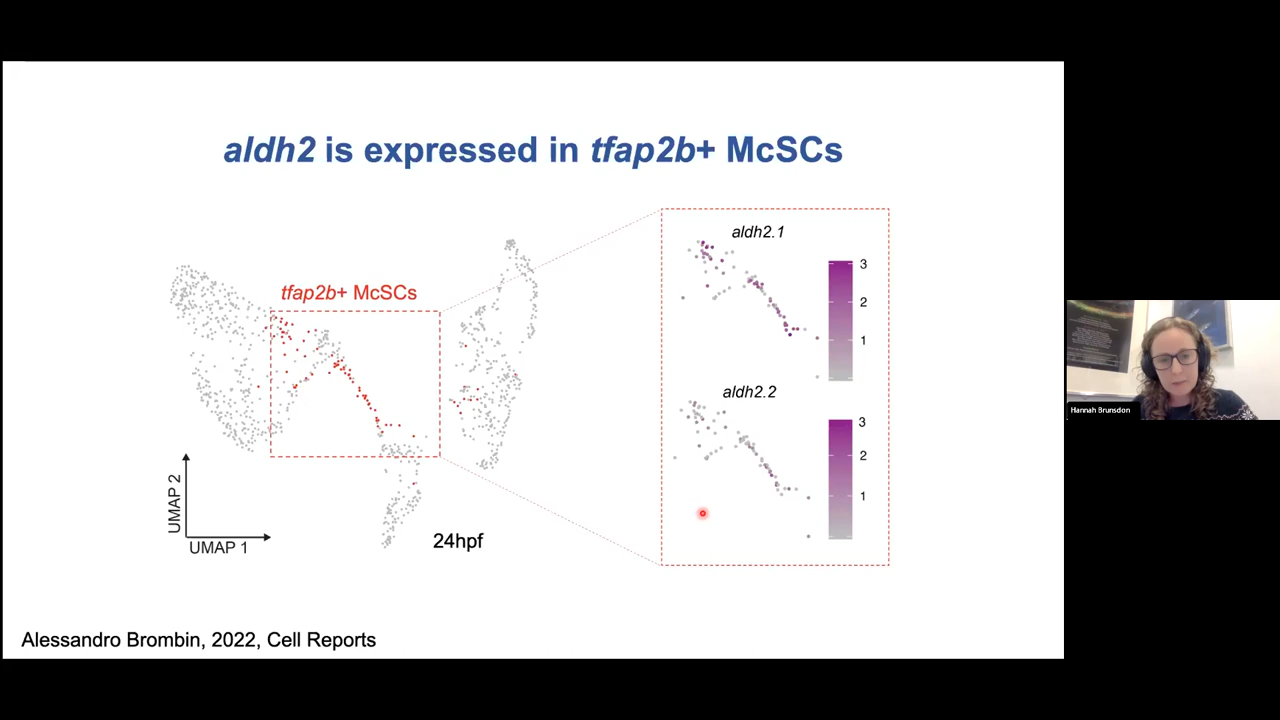 aldh2 is expressed in tfap2b+ McSCs
tfap2b+ McSCs
UMAP 2
UMAP 1
24hpf
aldh2.1
3
2
1
aldh2.2
3
2
1
Alessandro Brombin, 2022, Cell Reports
Hannah Brunsdon